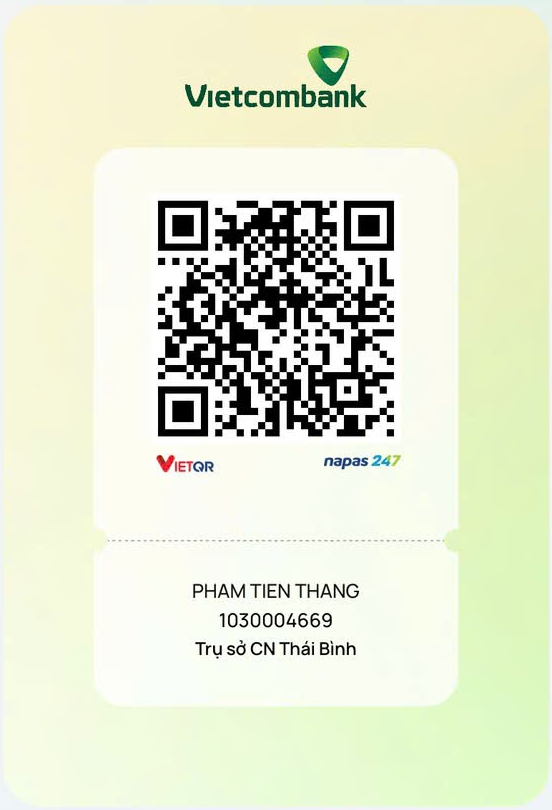 Vietcombank
VIETQR
napas 247
PHAM TIEN THANG
1030004669
Trụ sở CN Thái Bình